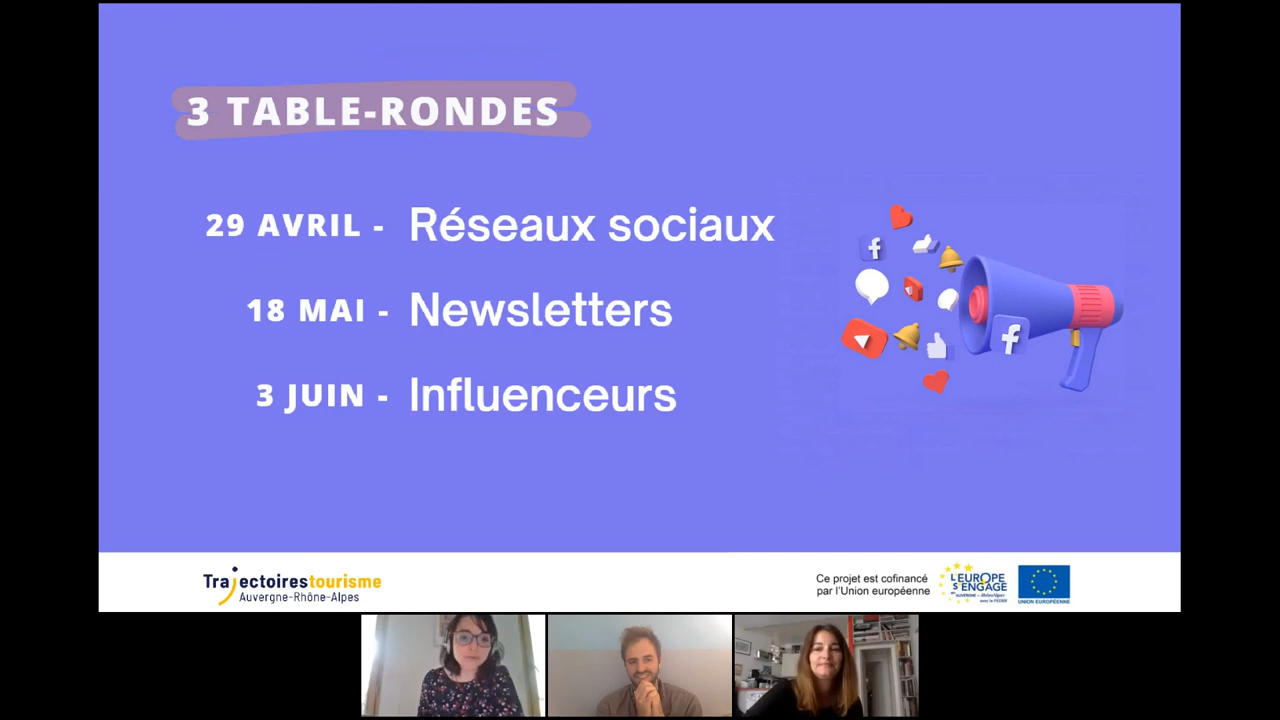 3 TABLE-RONDES
29 AVRIL - Réseaux sociaux
18 MAI - Newsletters
3 JUIN - Influenceurs
Trajectoirestourisme
Auvergne-Rhône-Alpes
Ce projet est cofinancé
par l'Union européenne
L'EUROPE
S'ENGAGE
UNION EUROPÉENNE